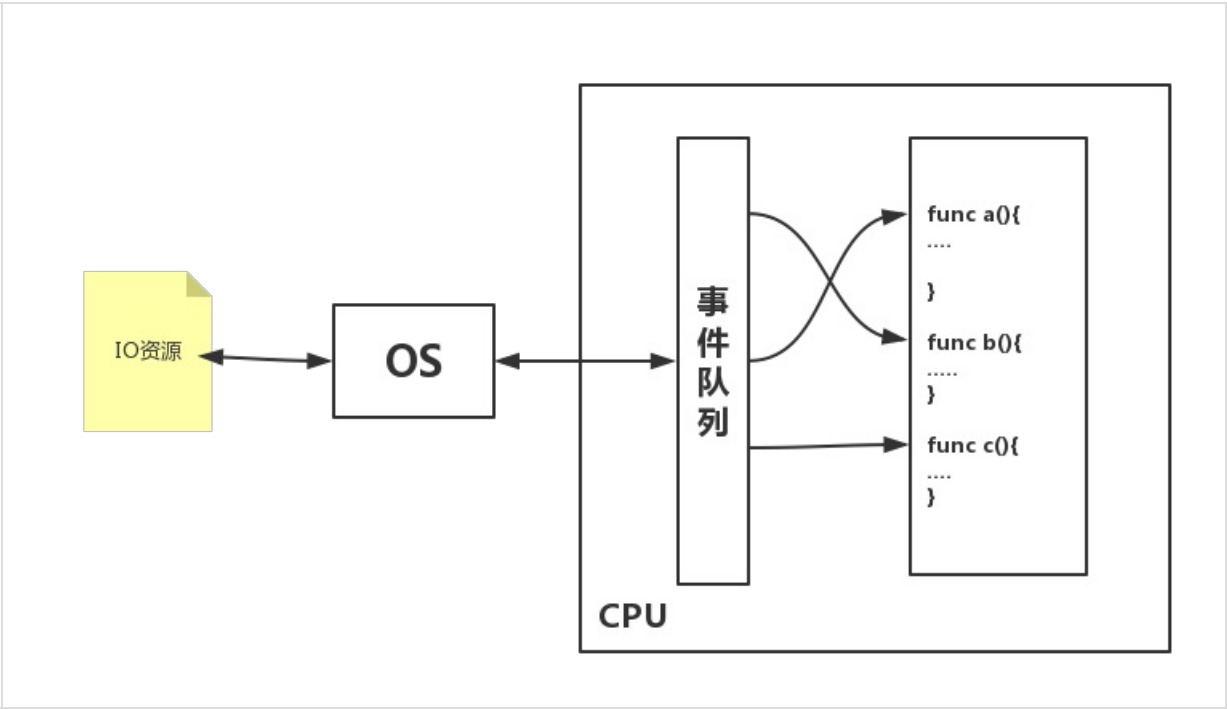 IO资源
OS
事件队列
func a(){
....
}
func b(){
.....
}
func c(){
....
}
CPU